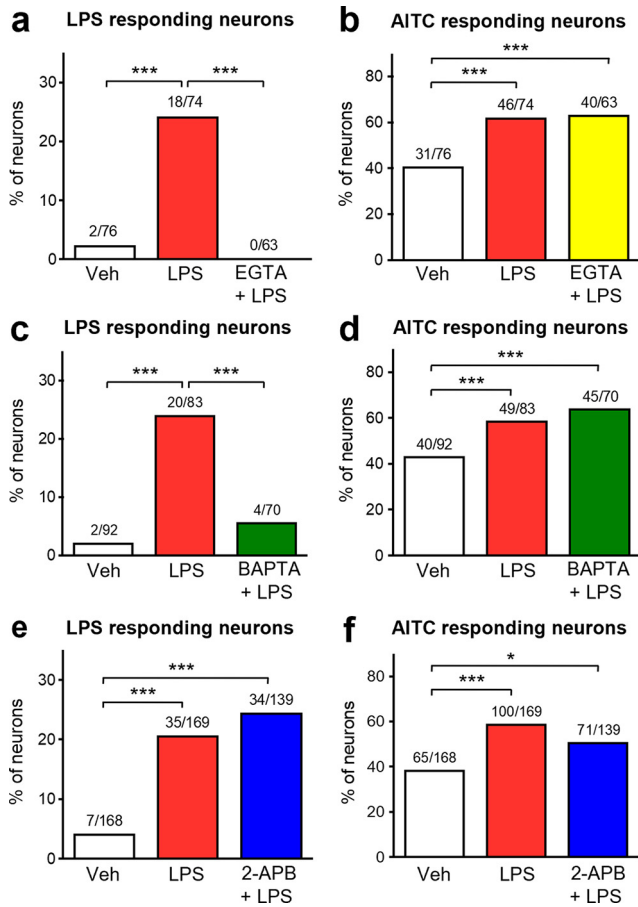 a LPS responding neurons
% of neurons
30
20
10
0
***
***
2/76
18/74
0/63
Veh
LPS
EGTA
+ LPS
b AITC responding neurons
% of neurons
80
60
40
20
0
***
***
31/76
46/74
40/63
Veh
LPS
EGTA
+ LPS
c LPS responding neurons
% of neurons
30
20
10
0
***
***
2/92
20/83
4/70
Veh
LPS
BAPTA
+ LPS
d AITC responding neurons
% of neurons
80
60
40
20
0
***
***
40/92
49/83
45/70
Veh
LPS
BAPTA
+ LPS
e LPS responding neurons
% of neurons
30
20
10
0
***
***
7/168
35/169
34/139
Veh
LPS
2-APB
+ LPS
f AITC responding neurons
% of neurons
80
60
40
20
0
*
***
65/168
100/169
71/139
Veh
LPS
2-APB
+ LPS